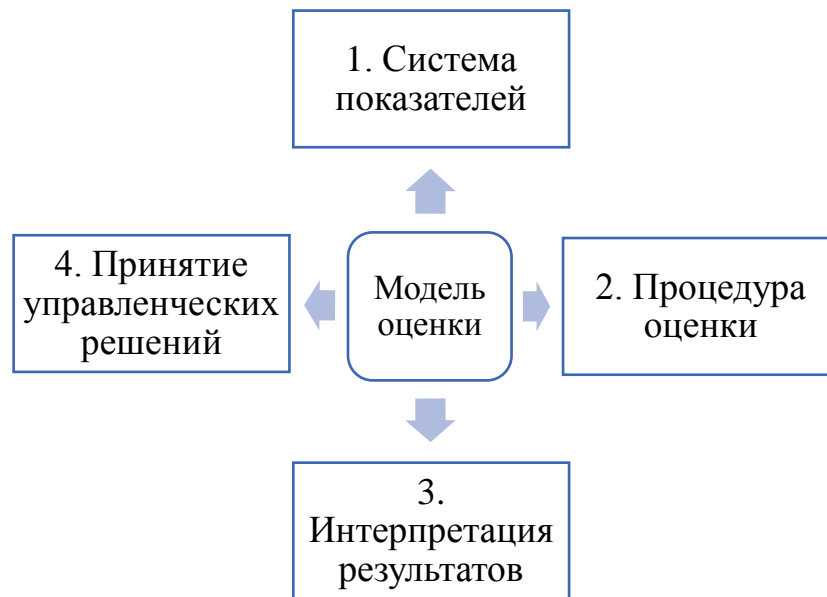 1. Система
показателей
4. Принятие
управленческих
решений
Модель
оценки
2. Процедура
оценки
3.
Интерпретация
результатов